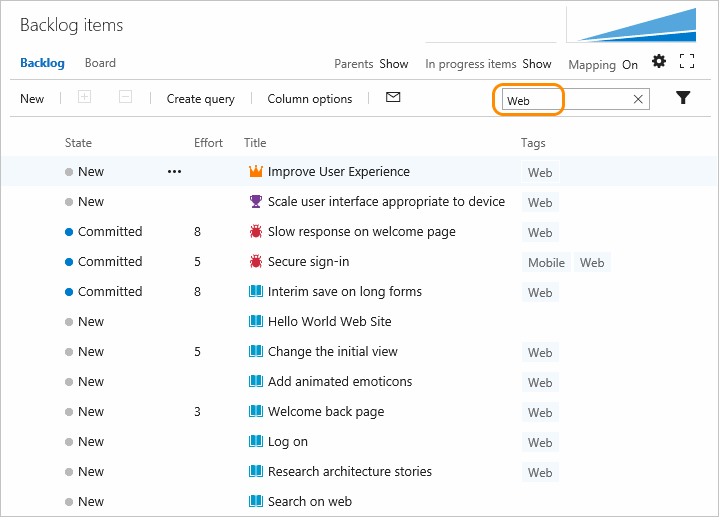 Backlog items
Backlog Board Parents Show In progress items Show Mapping On
New Create query Column options Web
State Effort Title Tags
New Improve User Experience Web
New Scale user interface appropriate to device Web
Committed 8 Slow response on welcome page Web
Committed 5 Secure sign-in Mobile Web
Committed 8 Interim save on long forms Web
New Hello World Web Site
New 5 Change the initial view Web
New Add animated emoticons Web
New 3 Welcome back page Web
New Log on Web
New Research architecture stories Web
New Search on web